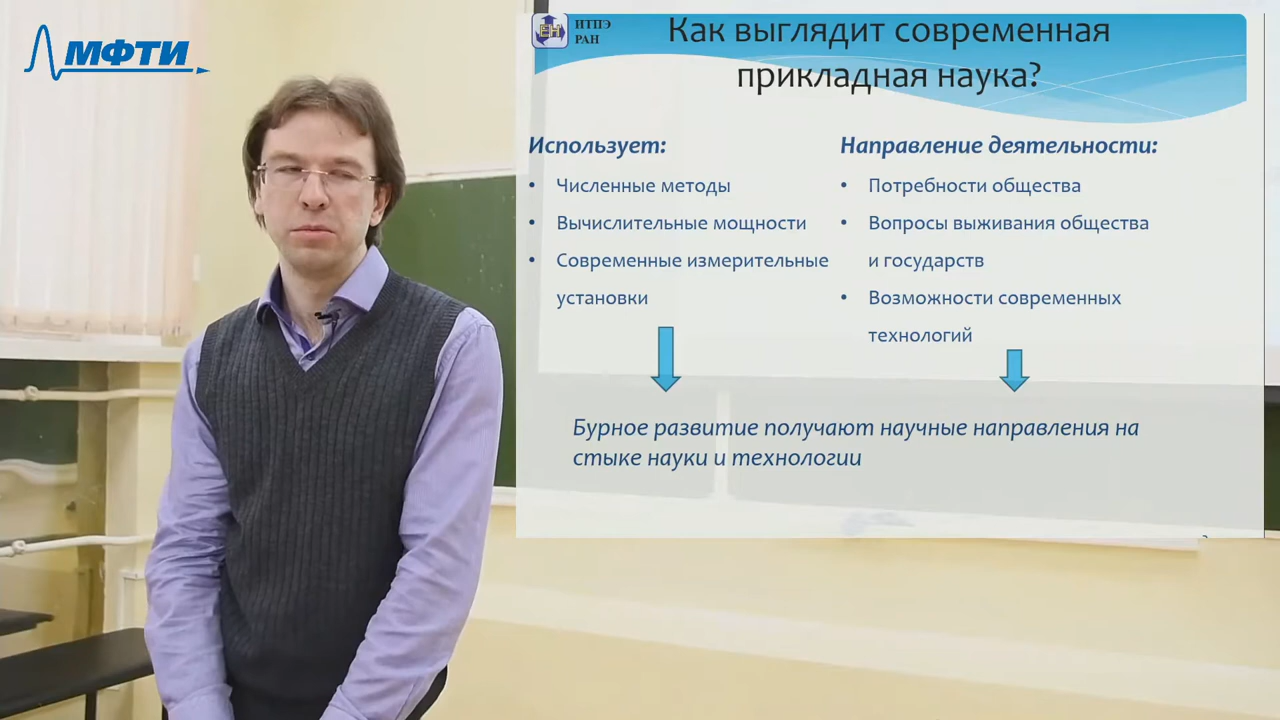 МФТИ
ИТПЭ
РАН
Как выглядит современная
прикладная наука?
Использует:
• Численные методы
• Вычислительные мощности
• Современные измерительные
установки
Направление деятельности:
• Потребности общества
• Вопросы выживания общества
и государств
• Возможности современных
технологий
Бурное развитие получают научные направления на
стыке науки и технологии